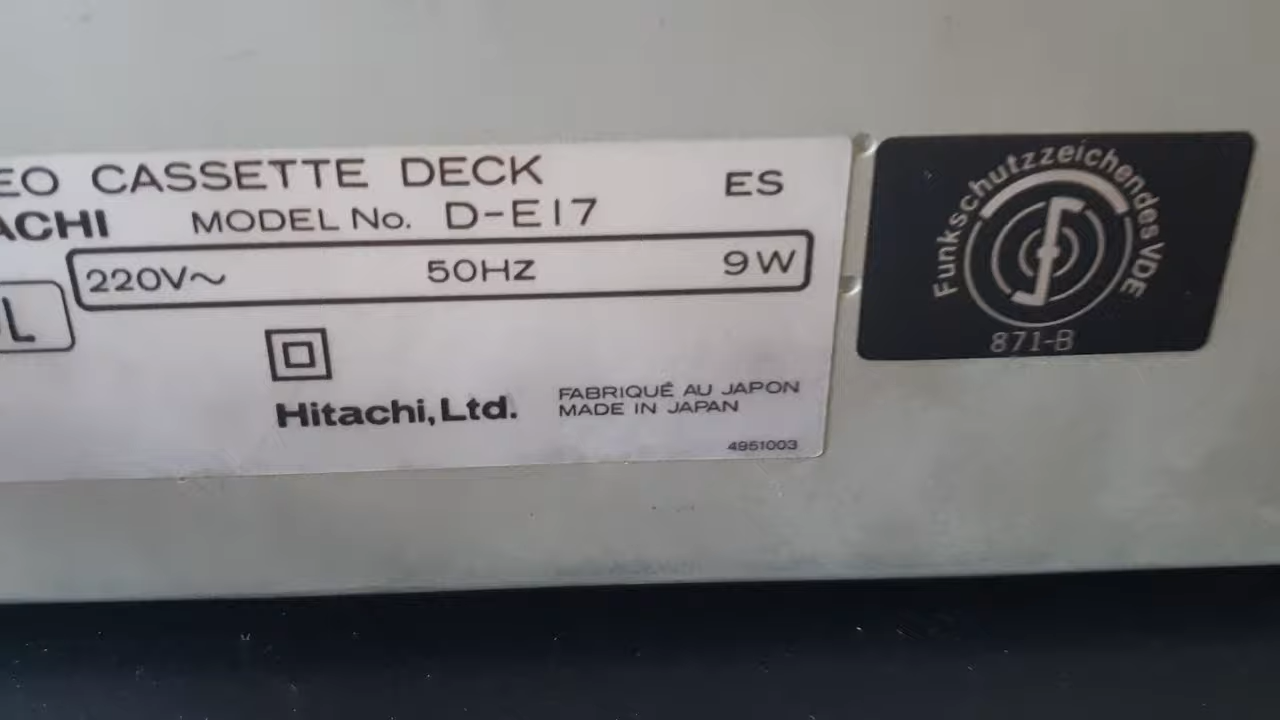 EO CASSETTE DECK
ES
ACHI MODEL No. D-E17
220V~ 50HZ 9W
L
Hitachi, Ltd.
FABRIQUÉ AU JAPON
MADE IN JAPAN
4951003
Funkschutzzeichen des VDE
871-B